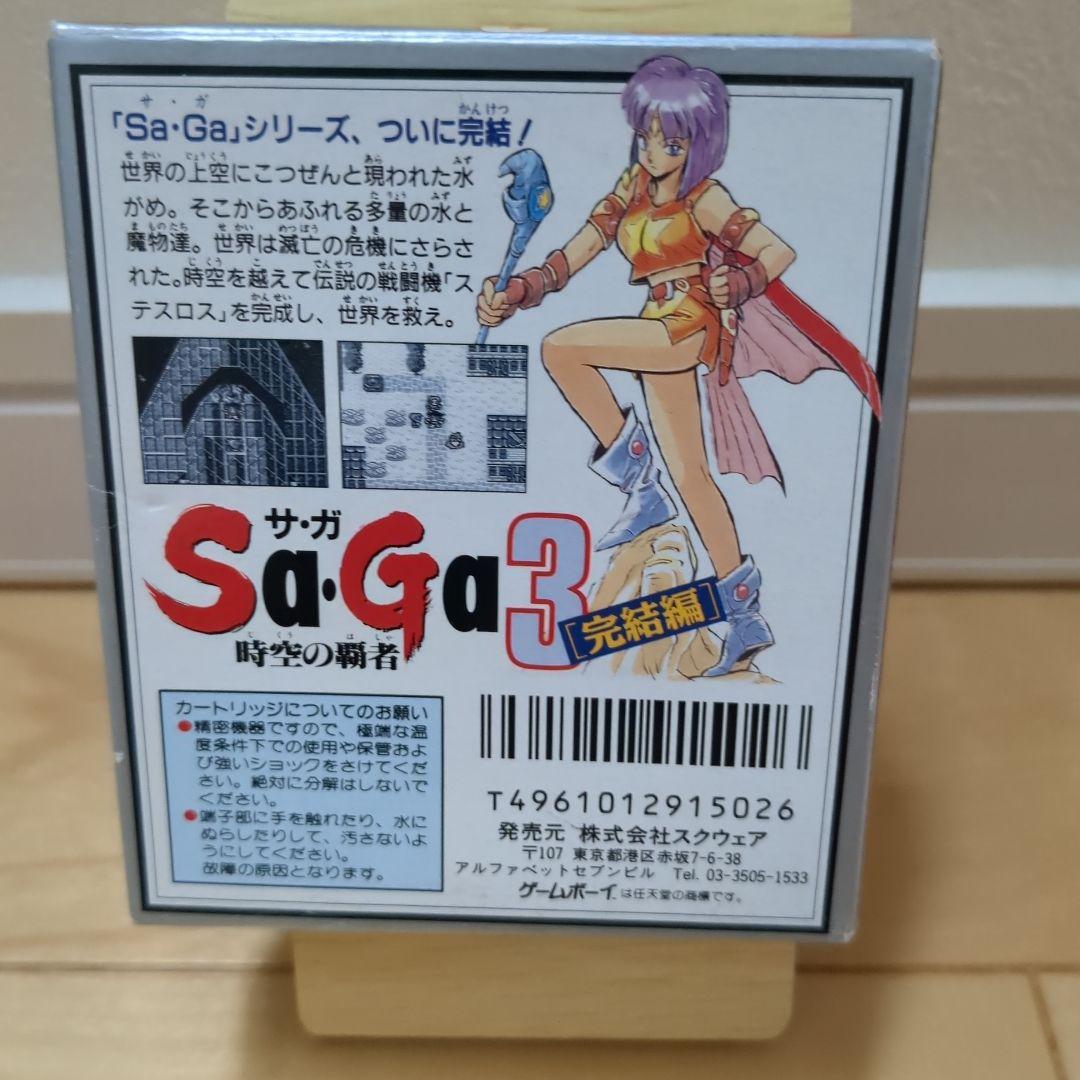 サ・ガ かんけつ
「Sa・Ga」シリーズ、ついに完結!
せかい じょうくう あら みず
世界の上空にこつぜんと現われた水
たりょう みず
がめ。そこからあふれる多量の水と
まものたち せかい めつぼう きき
魔物達。世界は滅亡の危機にさらさ
じくう こ でんせつ せんとうき
れた。時空を越えて伝説の戦闘機「ス
かんせい せかい すく
テスロス」を完成し、世界を救え。
サ・ガ
Sa・Ga3
[完結編]
じくう はしゃ
時空の覇者
カートリッジについてのお願い
●精密機器ですので、極端な温
度条件下での使用や保管およ
び強いショックをさけてくだ
さい。絶対に分解はしないで
ください。
●端子部に手を触れたり、水に
ぬらしたりして、汚さないよ
うにしてください。
故障の原因となります。
T4961012915026
発売元 株式会社スクウェア
〒107 東京都港区赤坂7-6-38
アルファベットセブンビル Tel. 03-3505-1533
ゲームボーイは任天堂の商標です。